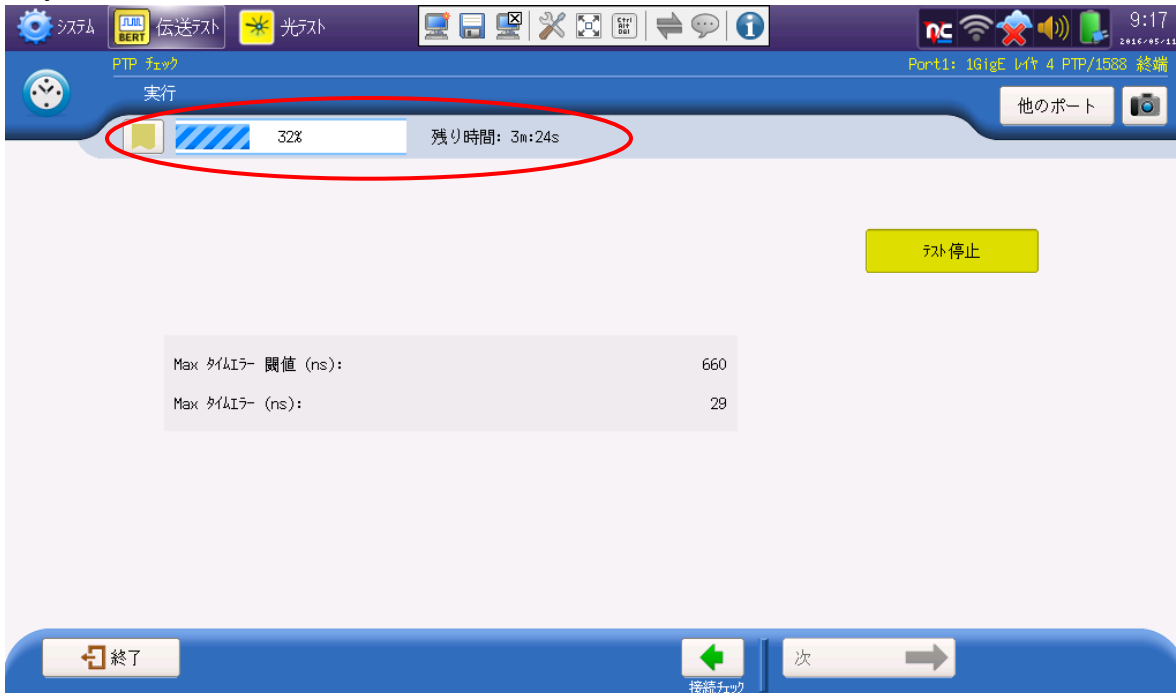 システム
BERT
伝送テスト
光テスト
Ctrl
Alt
Del
9:17
2016/05/11
PTP チェック
Port1: 1GigE レイヤ 4 PTP/1588 終端
実行
他のポート
32%
残り時間: 3m:24s
テスト停止
Max タイムエラー 閾値 (ns):
660
Max タイムエラー (ns):
29
終了
接続チェック
次